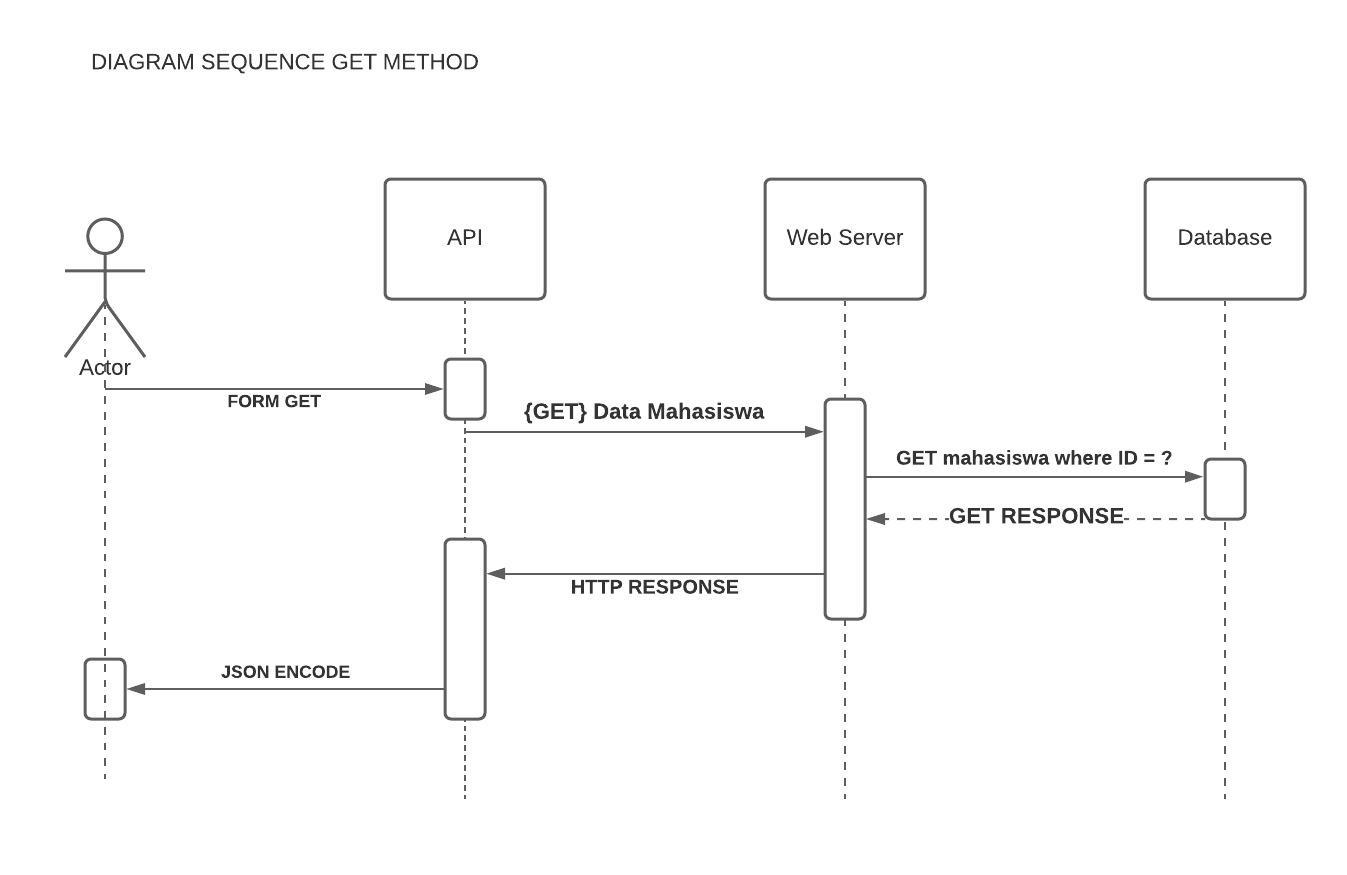 DIAGRAM SEQUENCE GET METHOD
API
Web Server
Database
Actor
FORM GET
{GET} Data Mahasiswa
GET mahasiswa where ID = ?
GET RESPONSE
HTTP RESPONSE
JSON ENCODE